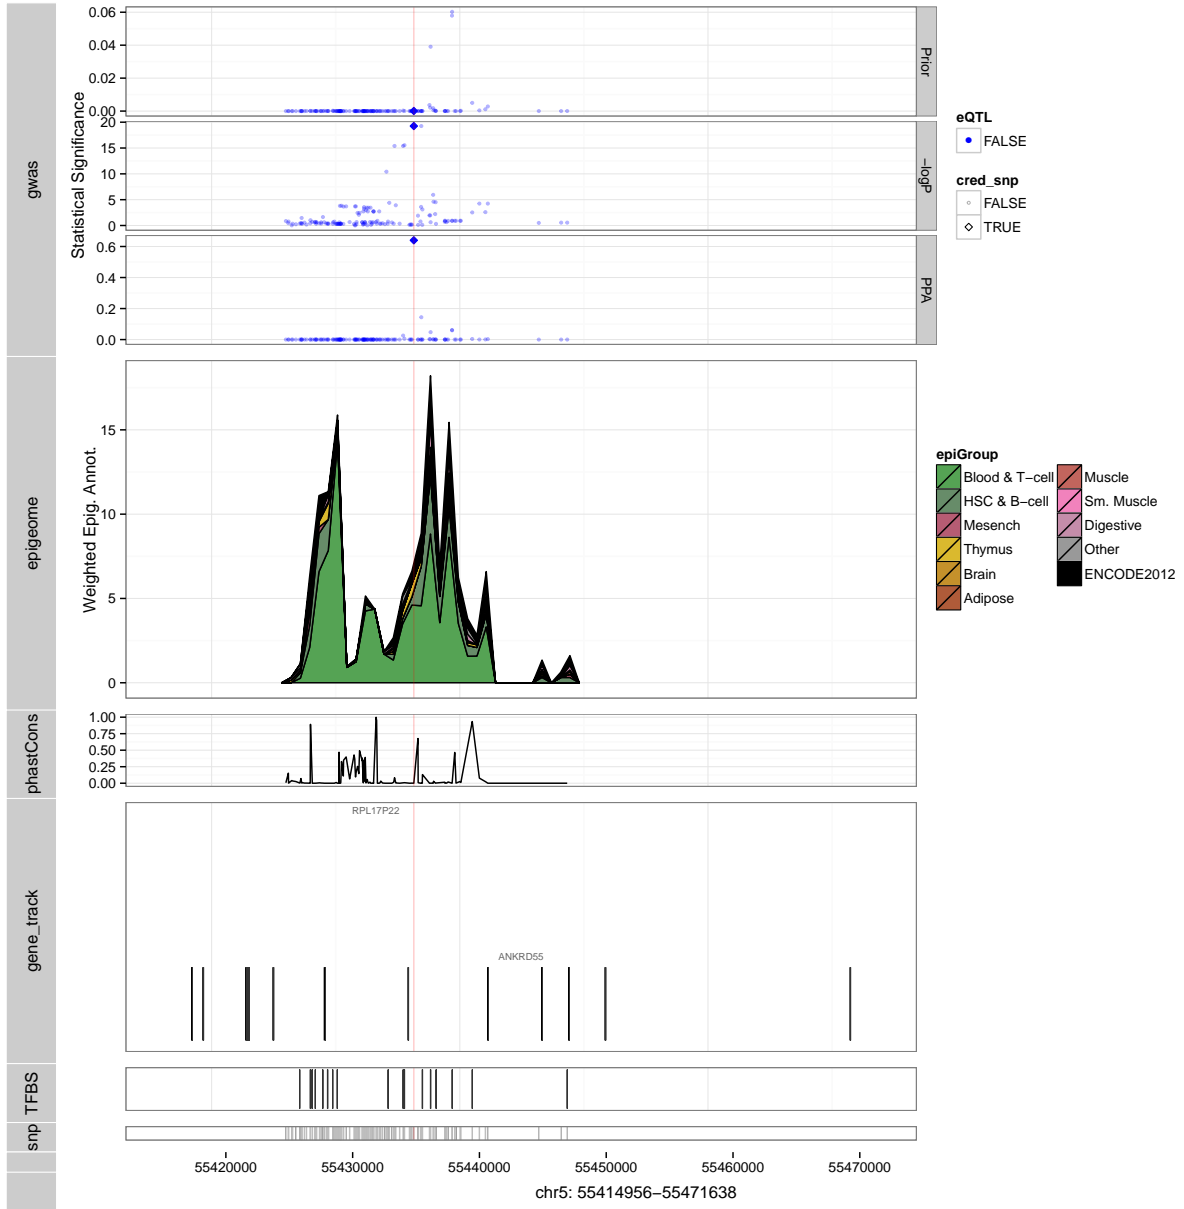 gwas
Statistical Significance
0.06
0.04
0.02
0.00
Prior
20
15
10
5
0
−logP
0.6
0.4
0.2
0.0
PPA
eQTL
FALSE
cred_snp
FALSE
TRUE
epigeome
Weighted Epig. Annot.
15
10
5
0
epiGroup
Blood & T−cell
HSC & B−cell
Mesench
Thymus
Brain
Adipose
Muscle
Sm. Muscle
Digestive
Other
ENCODE2012
phastCons
1.00
0.75
0.50
0.25
0.00
gene_track
RPL17P22
ANKRD55
TFBS
snp
55420000 55430000 55440000 55450000 55460000 55470000
chr5: 55414956−55471638